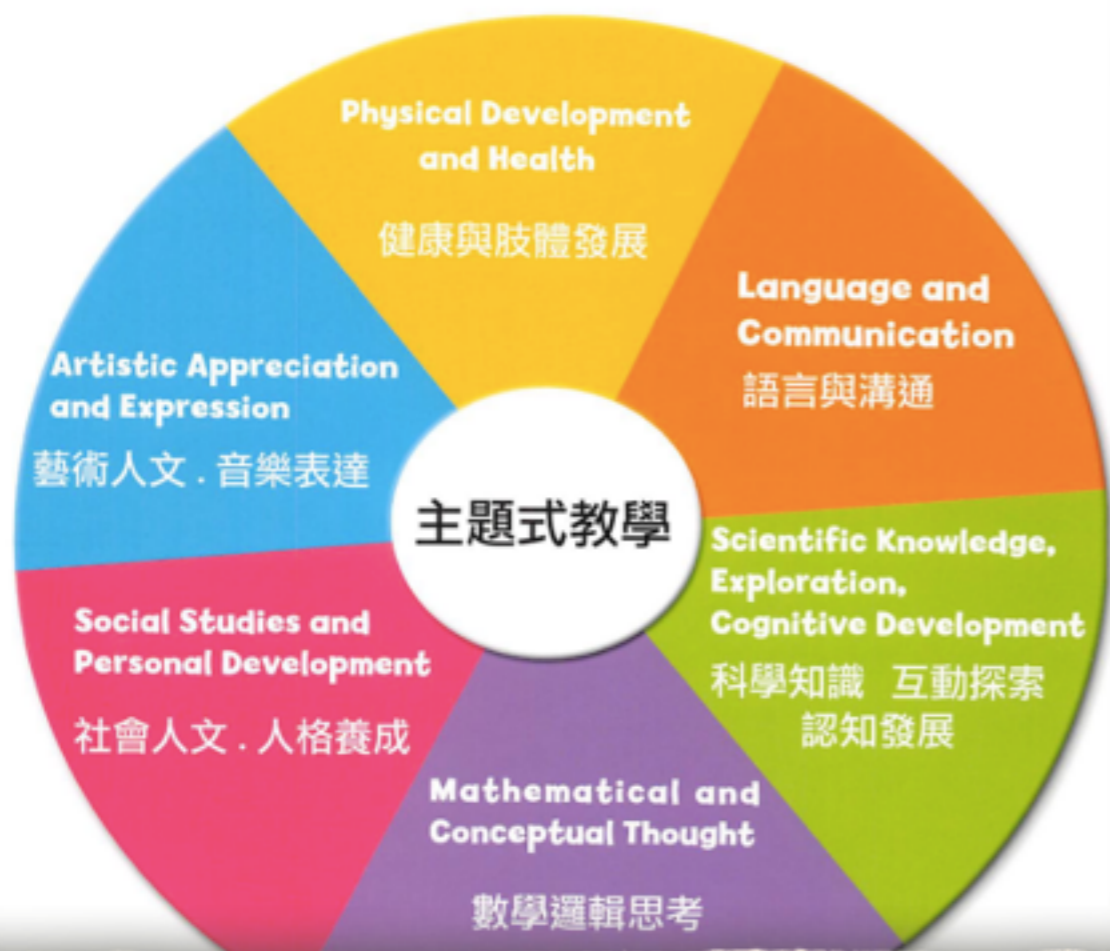 Physical Development
and Health
健康與肢體發展
Language and
Communication
語言與溝通
Scientific Knowledge,
Exploration,
Cognitive Development
科學知識 互動探索
認知發展
Mathematical and
Conceptual Thought
數學邏輯思考
Social Studies and
Personal Development
社會人文.人格養成
Artistic Appreciation
and Expression
藝術人文.音樂表達
主題式教學